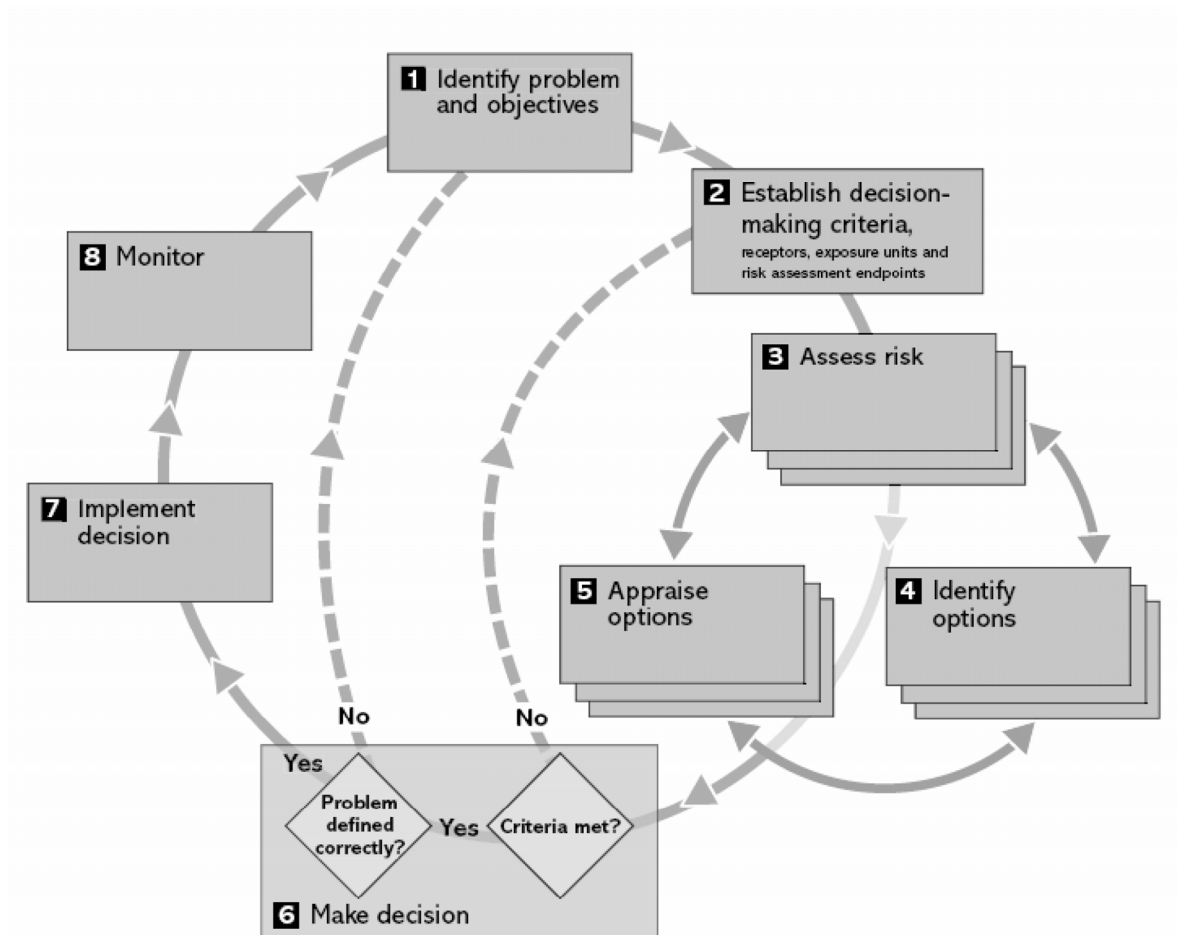 1 Identify problem
and objectives
2 Establish decision-
making criteria,
receptors, exposure units and
risk assessment endpoints
8 Monitor
3 Assess risk
7 Implement
decision
5 Appraise
options
4 Identify
options
No
No
Yes
Problem
defined
correctly?
Yes
Criteria met?
6 Make decision